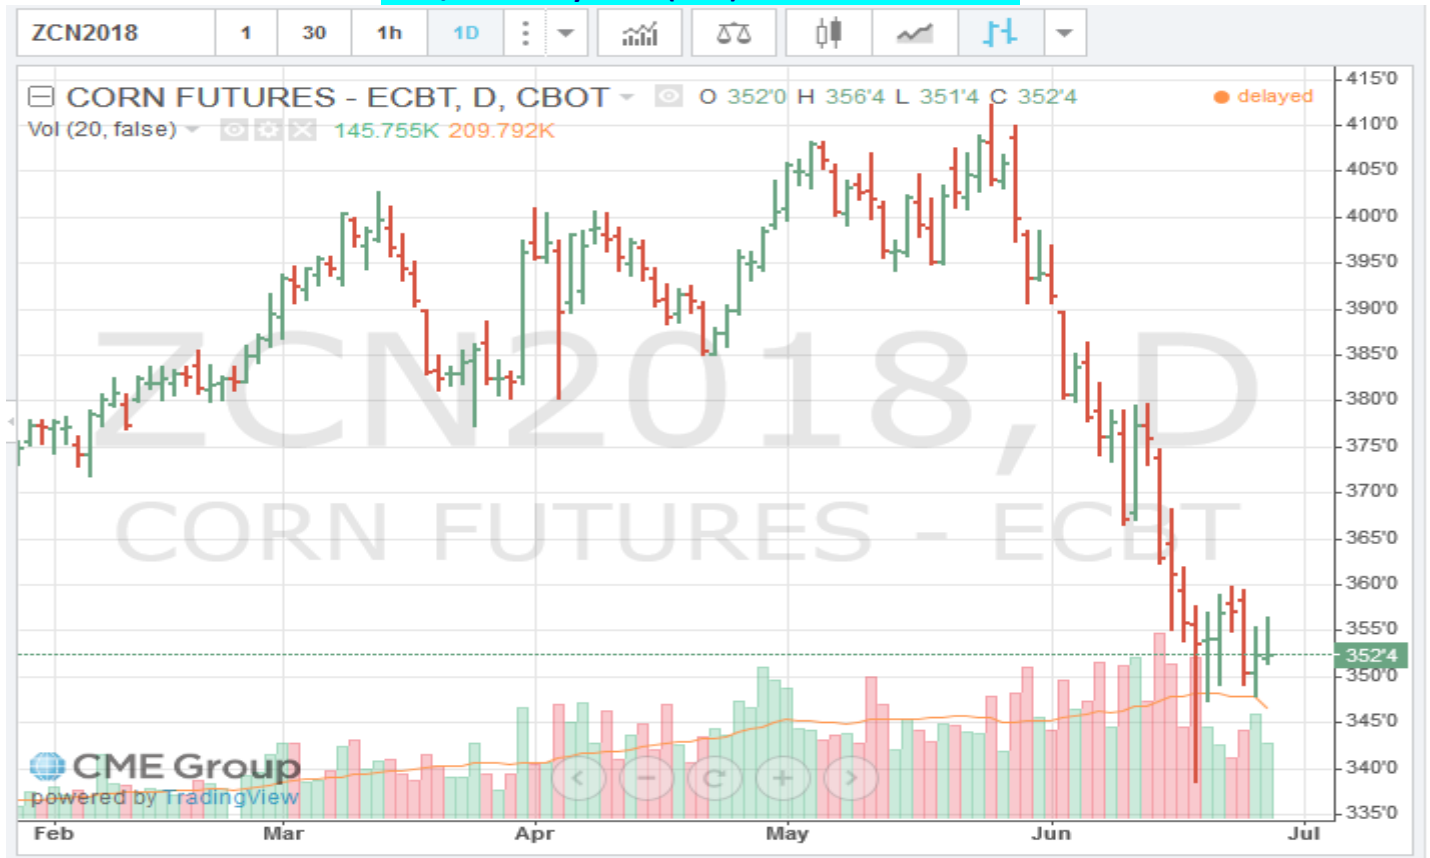 ZCN2018 1 30 1h 1D
CORN FUTURES - ECBT, D, CBOT O 352'0 H 356'4 L 351'4 C 352'4 delayed
Vol (20, false) 145.755K 209.792K
415'0
410'0
405'0
400'0
395'0
390'0
385'0
380'0
375'0
370'0
365'0
360'0
355'0
352'4
350'0
345'0
340'0
335'0
ZCN2018, D
CORN FUTURES - ECBT
CME Group
powered by TradingView
Feb Mar Apr May Jun Jul